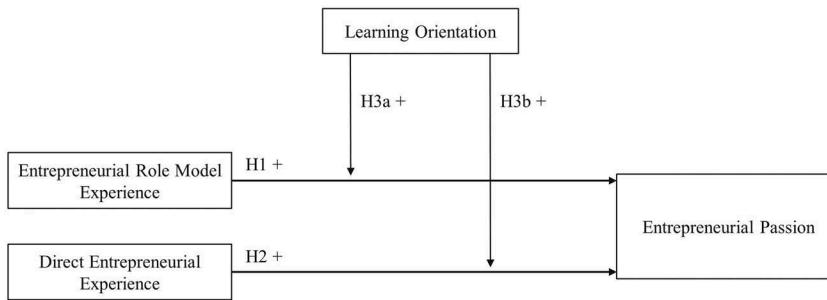 Learning Orientation
H3a +
H3b +
Entrepreneurial Role Model
Experience
H1 +
Entrepreneurial Passion
Direct Entrepreneurial
Experience
H2 +